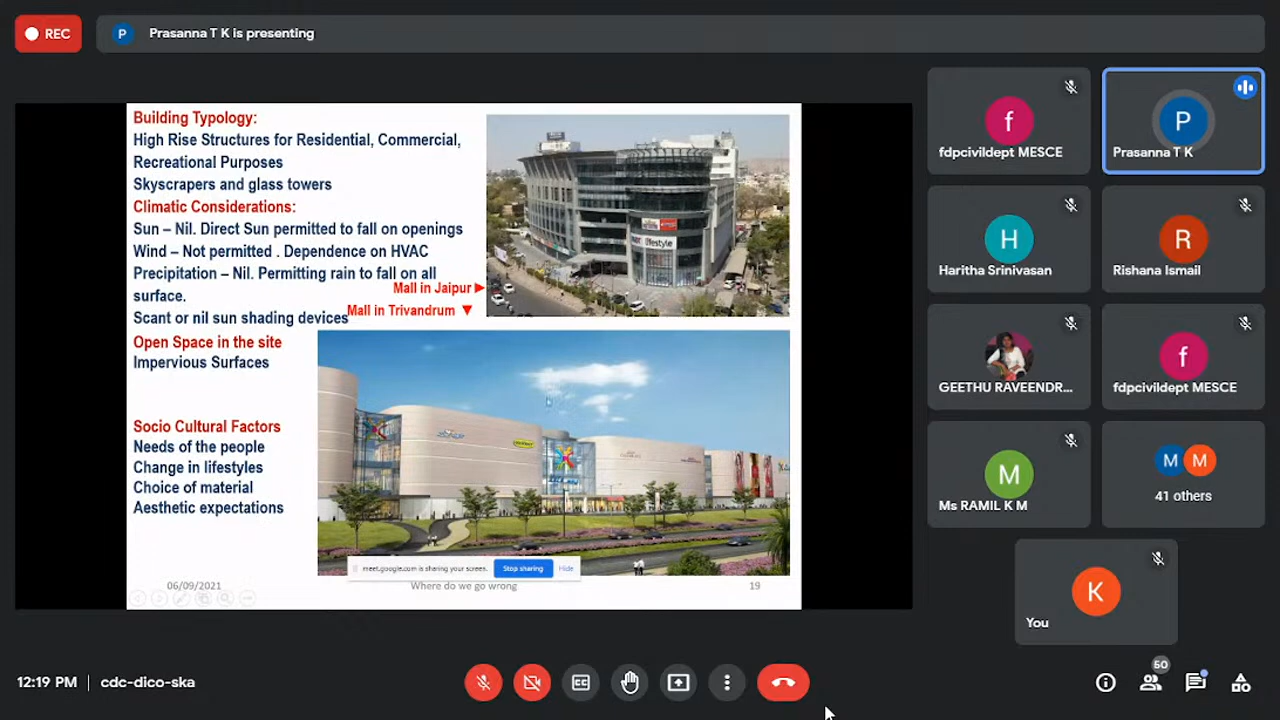 REC
P
Prasanna T K is presenting
Building Typology:
High Rise Structures for Residential, Commercial,
Recreational Purposes
Skyscrapers and glass towers
Climatic Considerations:
Sun – Nil. Direct Sun permitted to fall on openings
Wind – Not permitted . Dependence on HVAC
Precipitation – Nil. Permitting rain to fall on all
surface.
Mall in Jaipur
Scant or nil sun shading devices
Mall in Trivandrum
Open Space in the site
Impervious Surfaces
Socio Cultural Factors
Needs of the people
Change in lifestyles
Choice of material
Aesthetic expectations
lifestyle
meet.google.com is sharing your screen.
Stop sharing
Hide
06/09/2021
Where do we go wrong
19
f
fdpcivildept MESCE
P
Prasanna T K
H
Haritha Srinivasan
R
Rishana Ismail
GEETHU RAVEENDR...
f
fdpcivildept MESCE
M
Ms RAMIL K M
M M
41 others
K
You
12:19 PM | cdc-dico-ska
CC
50